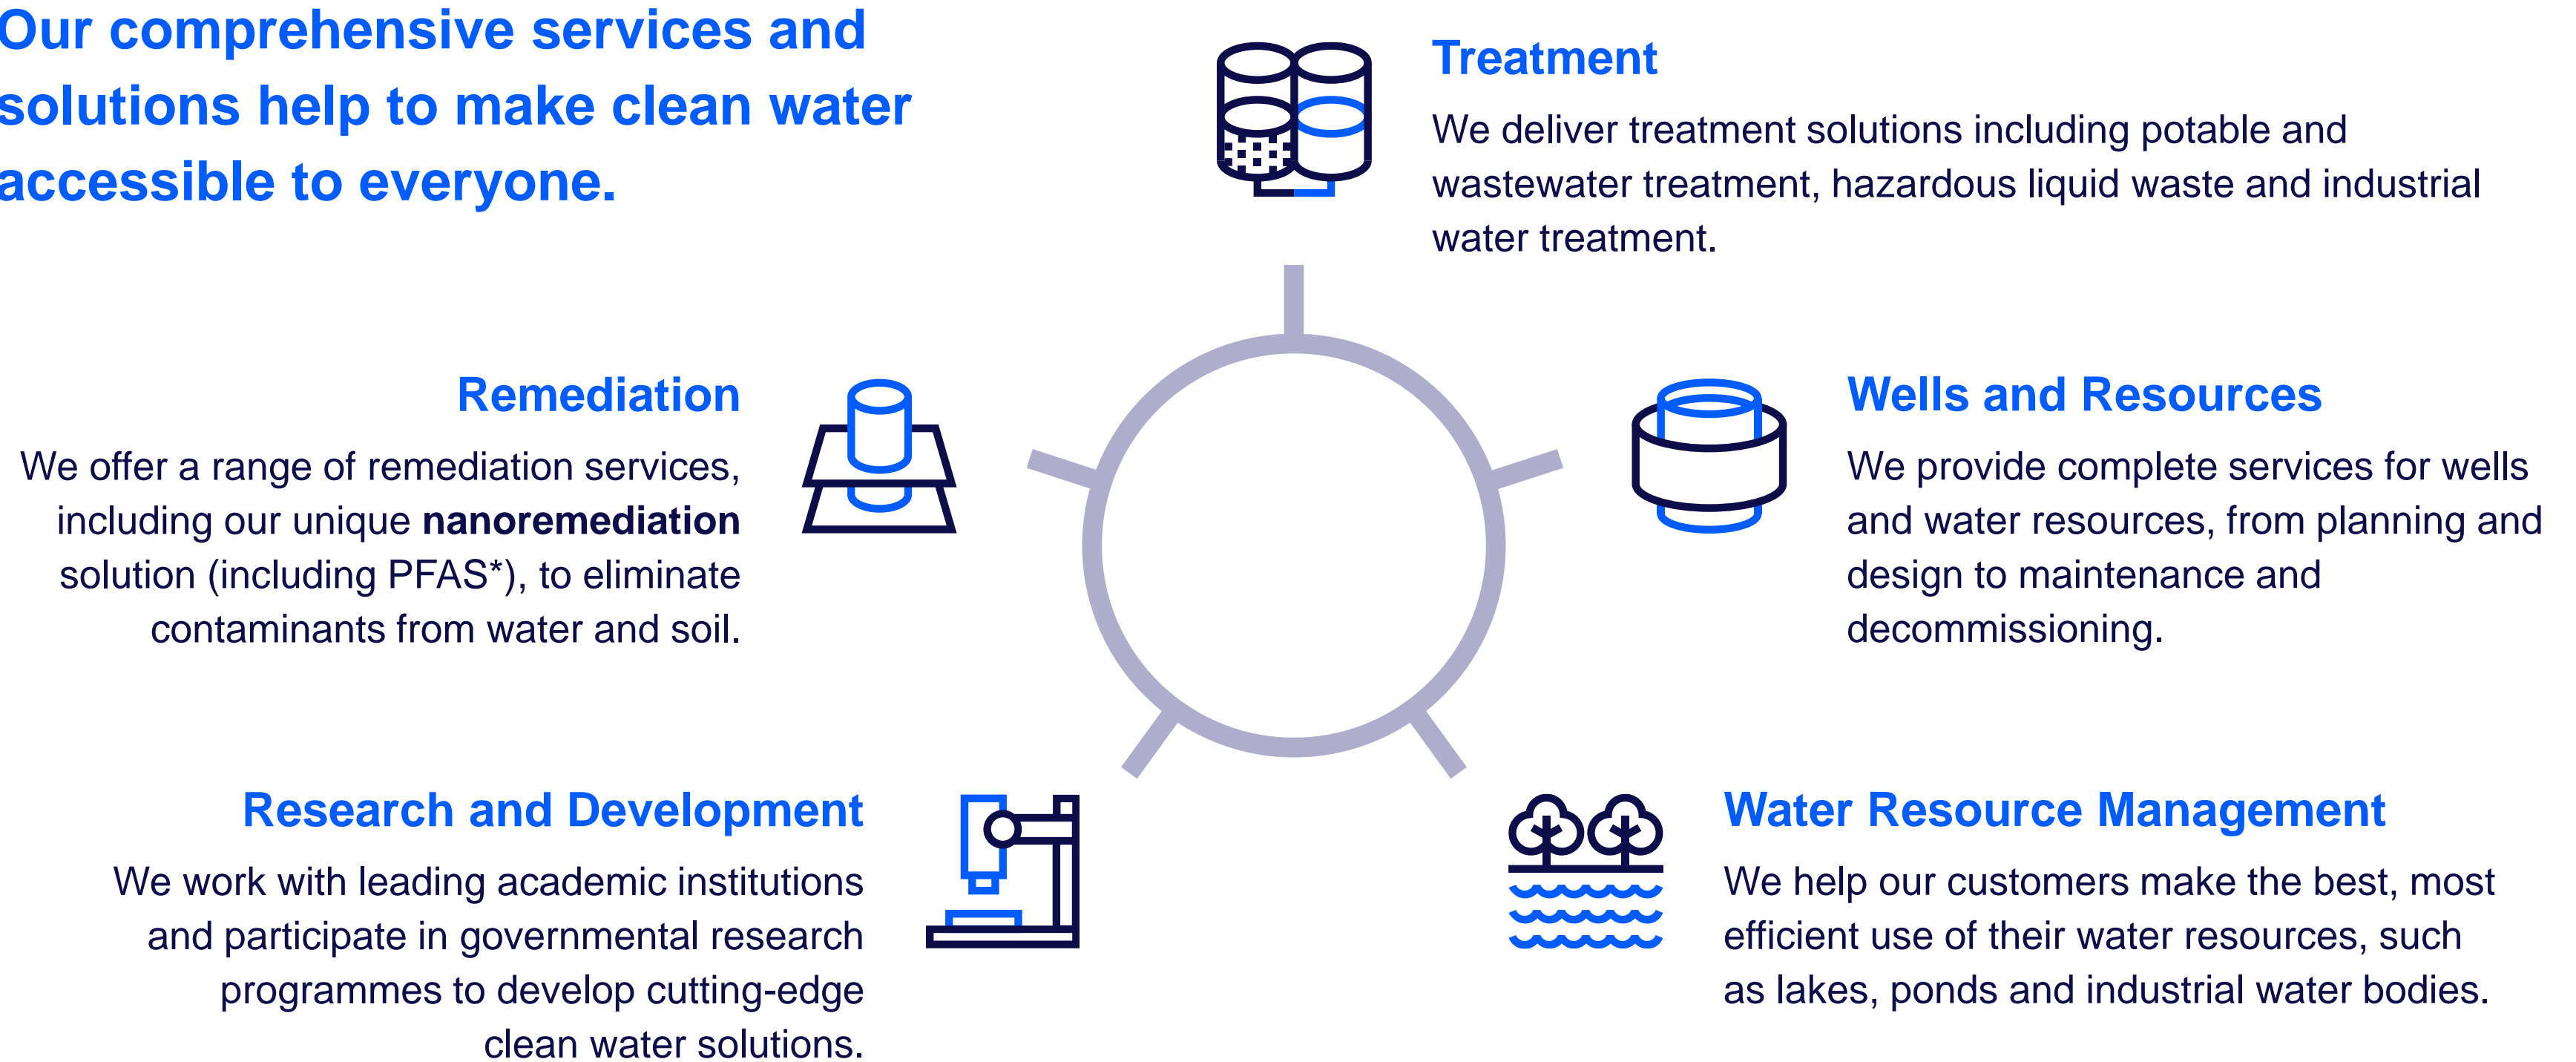 Our comprehensive services and
solutions help to make clean water
accessible to everyone.
Treatment
We deliver treatment solutions including potable and
wastewater treatment, hazardous liquid waste and industrial
water treatment.
Remediation
We offer a range of remediation services,
including our unique nanoremediation
solution (including PFAS*), to eliminate
contaminants from water and soil.
Wells and Resources
We provide complete services for wells
and water resources, from planning and
design to maintenance and
decommissioning.
Research and Development
We work with leading academic institutions
and participate in governmental research
programmes to develop cutting-edge
clean water solutions.
Water Resource Management
We help our customers make the best, most
efficient use of their water resources, such
as lakes, ponds and industrial water bodies.